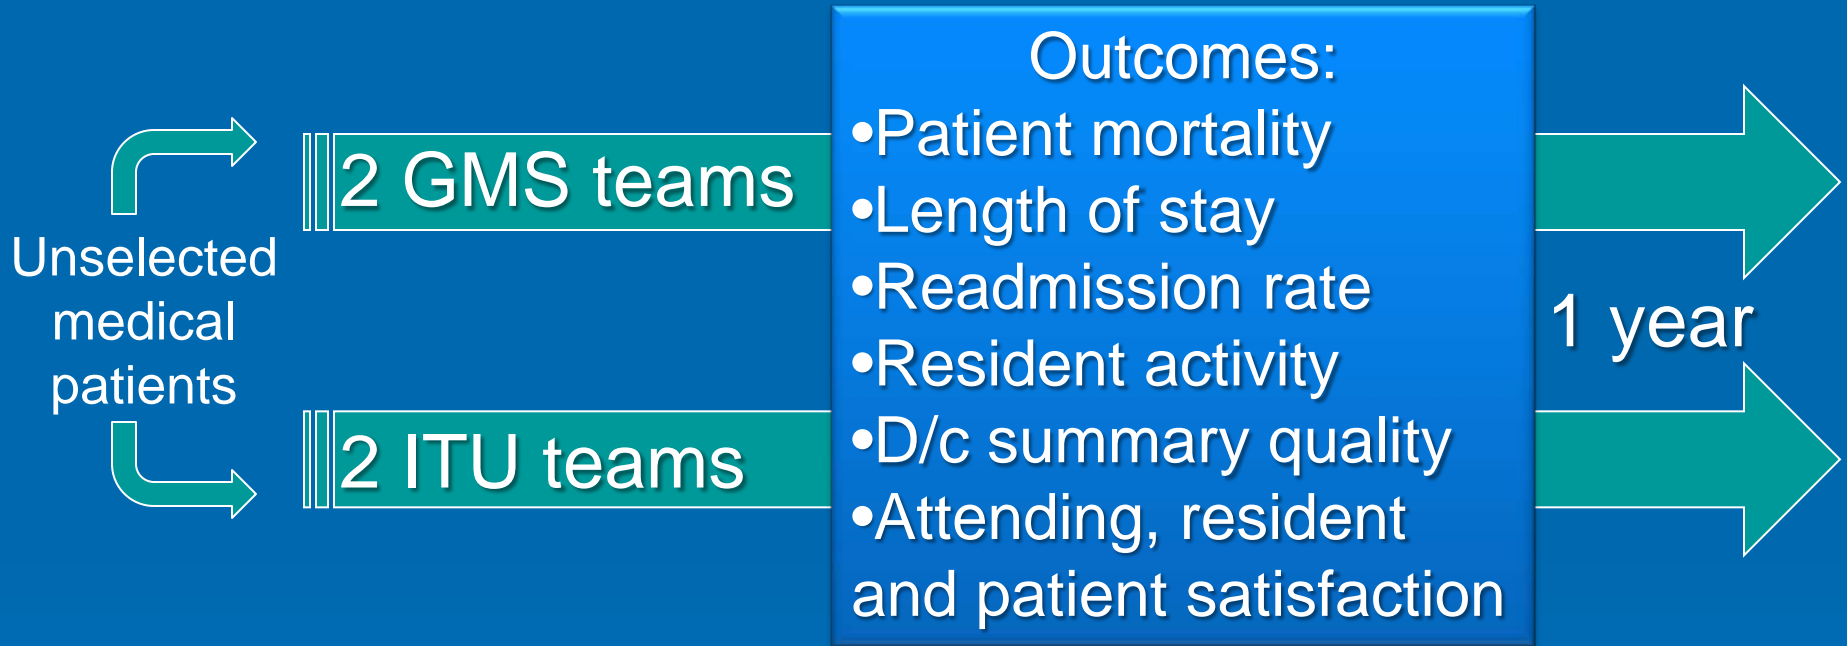 Unselected
medical
patients
2 GMS teams
2 ITU teams
Outcomes:
•Patient mortality
•Length of stay
•Readmission rate
•Resident activity
•D/c summary quality
•Attending, resident
and patient satisfaction
1 year